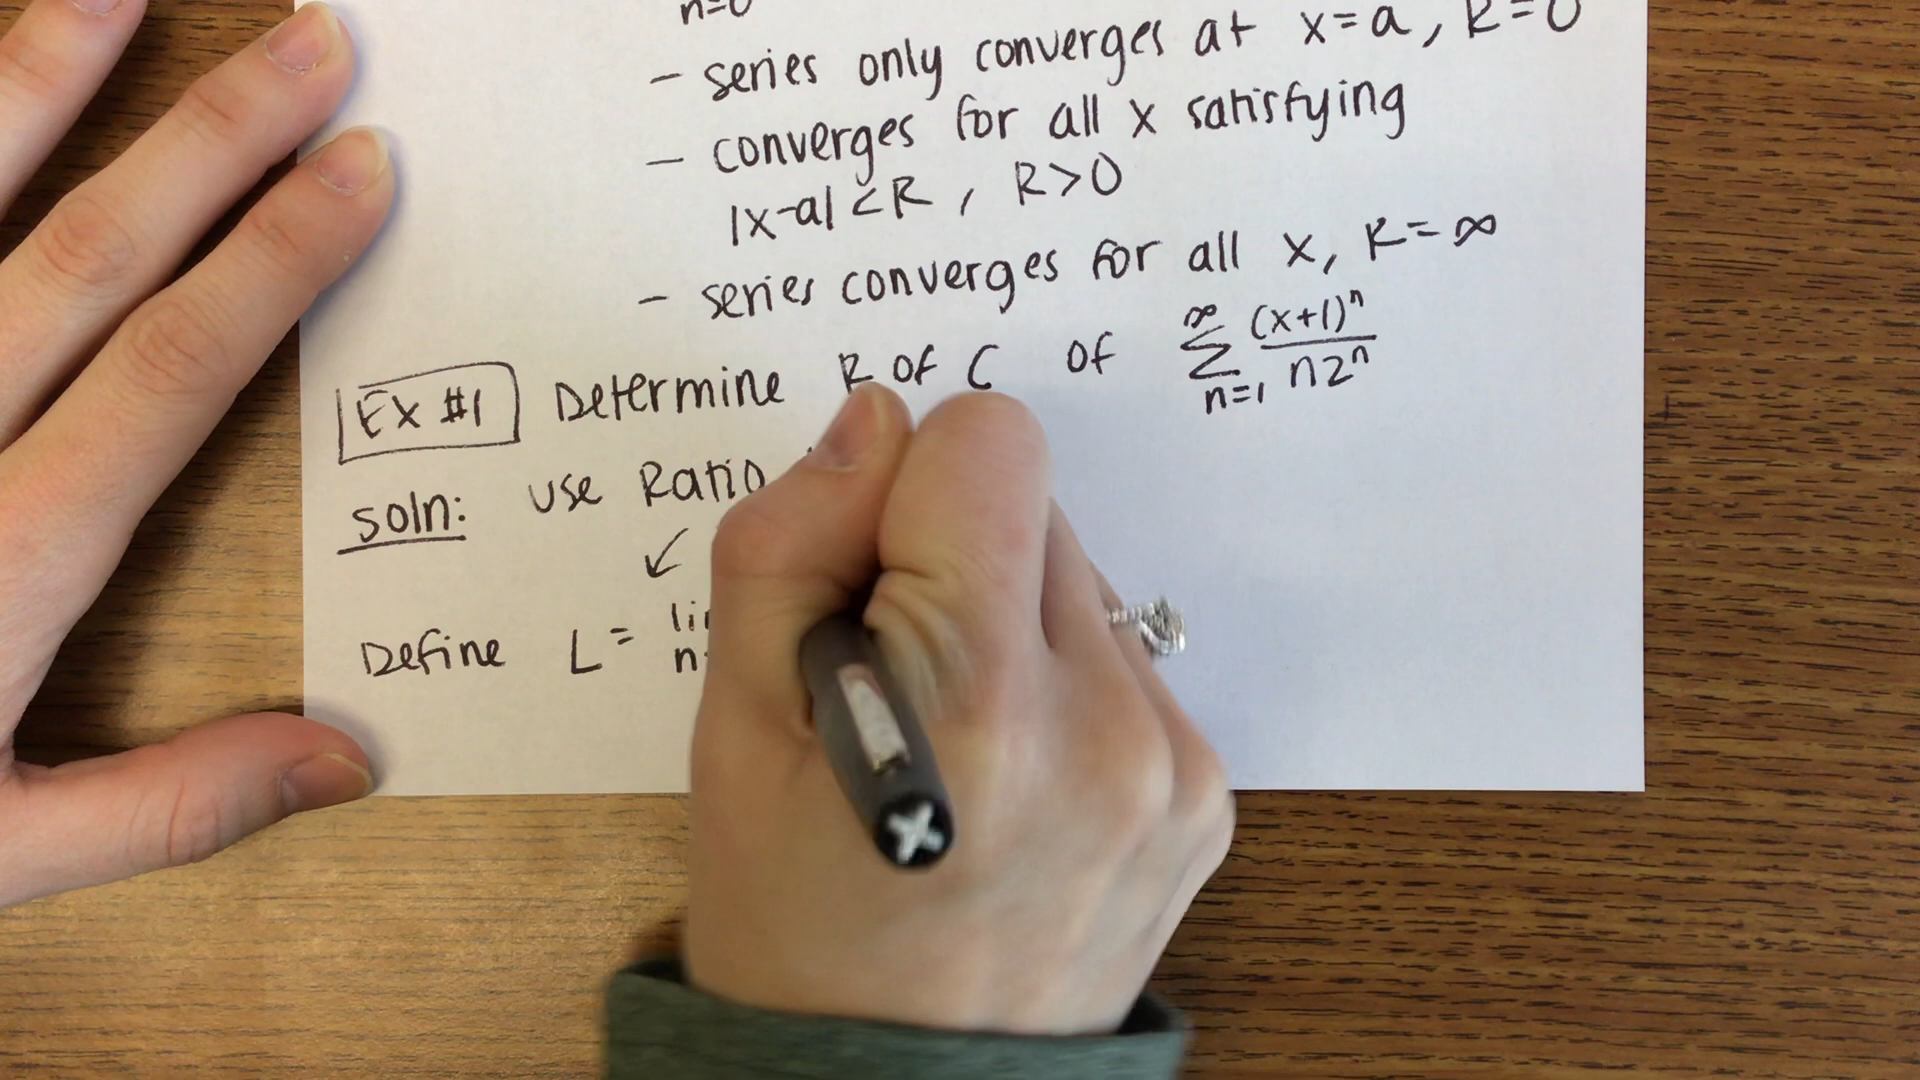 n=0
– series only converges at x=a, R=0
– converges for all x satisfying
|x-a|<R, R>0
– series converges for all x, R=∞
Ex #1 Determine R of C of ∞ Σ n=1 (x+1)ⁿ / n2ⁿ
soln: use Ratio
↙
Define L = n